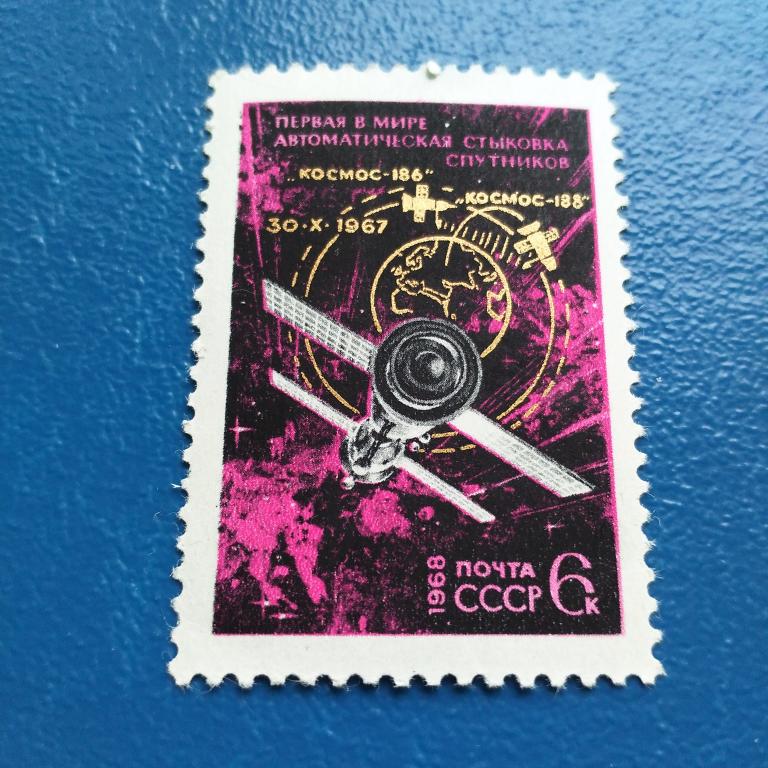 ПЕРВАЯ В МИРЕ
АВТОМАТИЧЕСКАЯ СТЫКОВКА
СПУТНИКОВ
„КОСМОС-186"
„КОСМОС-188"
30·X·1967
1968
ПОЧТА
СССР 6к